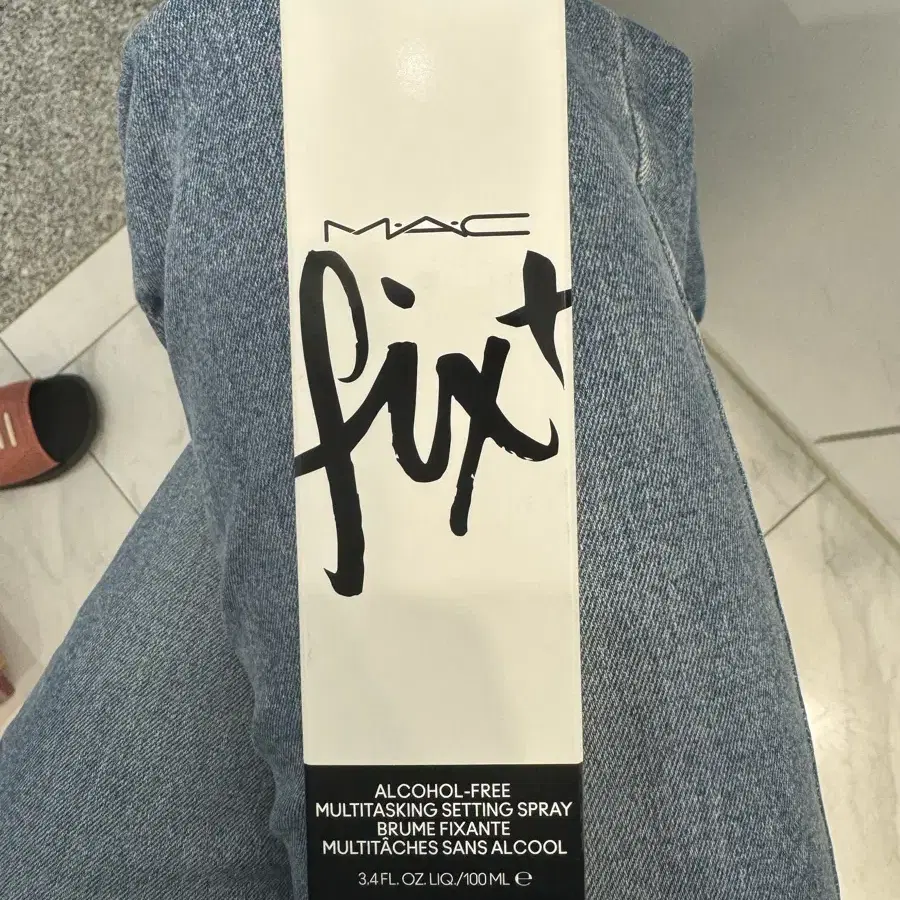 M·A·C
fix+
ALCOHOL-FREE
MULTITASKING SETTING SPRAY
BRUME FIXANTE
MULTITÂCHES SANS ALCOOL
3.4 FL. OZ. LIQ./100 ML ℮